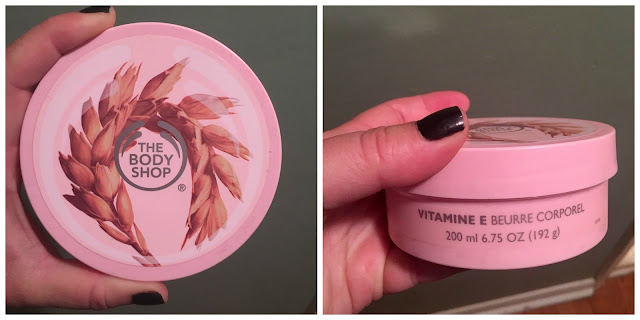 THE
BODY
SHOP
®
VITAMINE E BEURRE CORPOREL
200 ml 6.75 OZ (192 g)